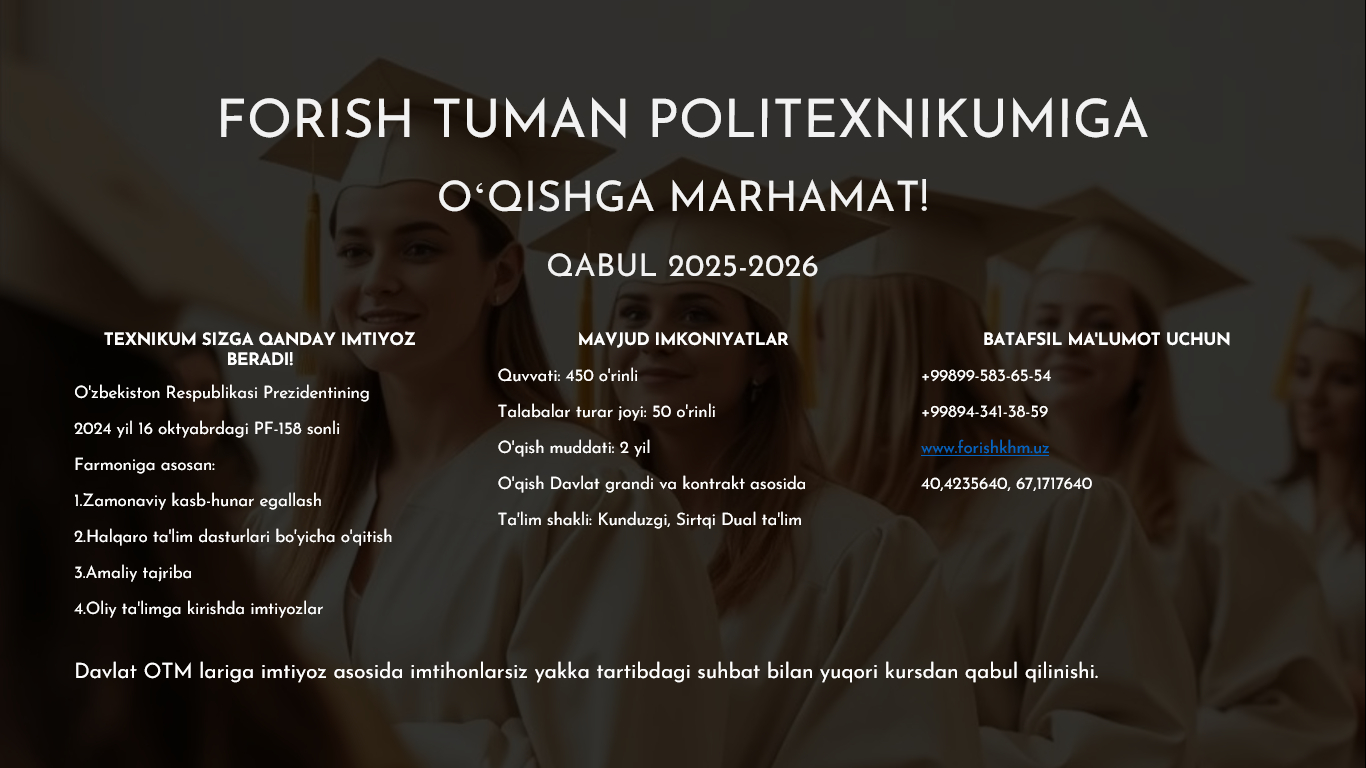 FORISH TUMAN POLITEXNIKUMIGA
OʻQISHGA MARHAMAT!
QABUL 2025-2026
TEXNIKUM SIZGA QANDAY IMTIYOZ
BERADI!
O'zbekiston Respublikasi Prezidentining
2024 yil 16 oktyabrdagi PF-158 sonli
Farmoniga asosan:
1.Zamonaviy kasb-hunar egallash
2.Halqaro ta'lim dasturlari bo'yicha o'qitish
3.Amaliy tajriba
4.Oliy ta'limga kirishda imtiyozlar
MAVJUD IMKONIYATLAR
Quvvati: 450 o'rinli
Talabalar turar joyi: 50 o'rinli
O'qish muddati: 2 yil
O'qish Davlat grandi va kontrakt asosida
Ta'lim shakli: Kunduzgi, Sirtqi Dual ta'lim
BATAFSIL MA'LUMOT UCHUN
+99899-583-65-54
+99894-341-38-59
www.forishkhm.uz
40,4235640, 67,1717640
Davlat OTM lariga imtiyoz asosida imtihonlarsiz yakka tartibdagi suhbat bilan yuqori kursdan qabul qilinishi.